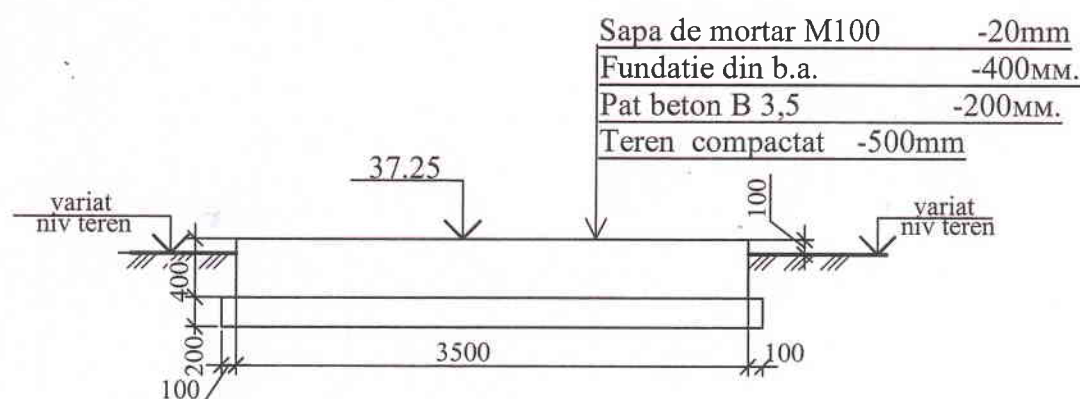 Sapa de mortar M100 -20mm
Fundatie din b.a. -400мм.
Pat beton B 3,5 -200мм.
Teren compactat -500mm
37.25
100
variat
niv teren
variat
niv teren
400
200
3500
100
100